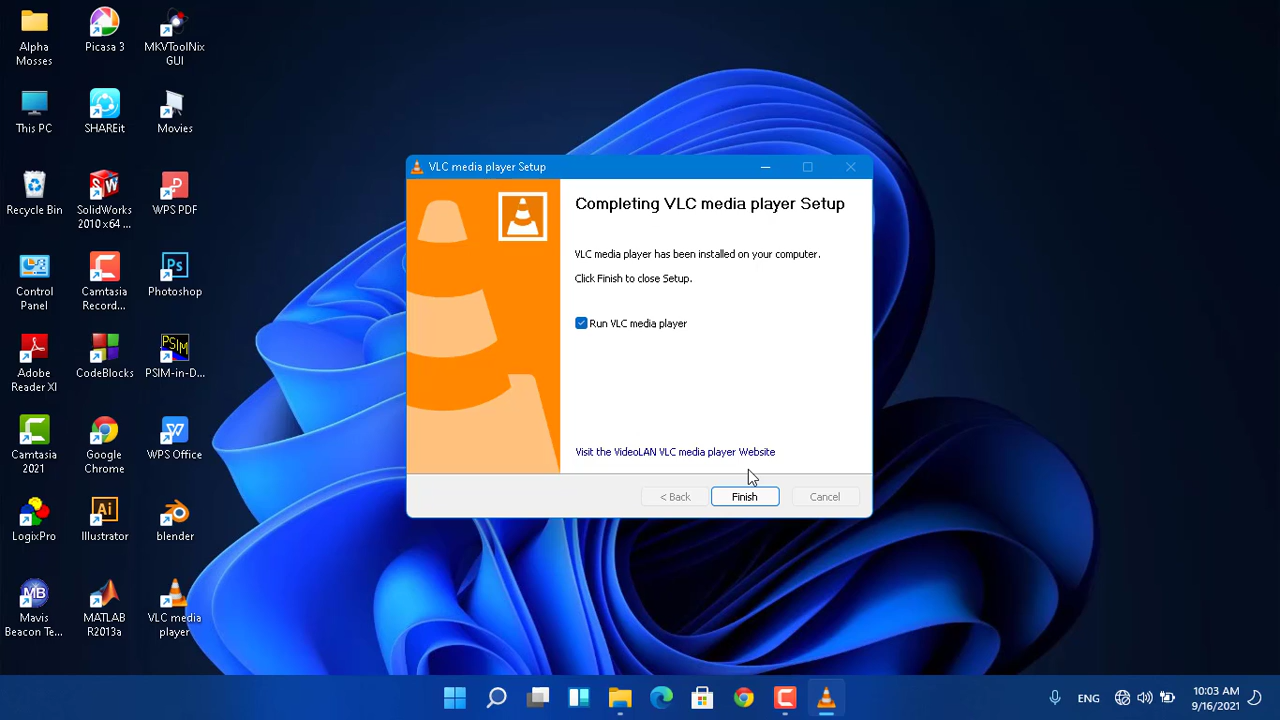 Alpha
Mosses
Picasa 3
MKVToolNix
GUI
This PC
SHAREit
Movies
Recycle Bin
SolidWorks
2010 x64 ...
WPS PDF
Control
Panel
Camtasia
Record...
Photoshop
Adobe
Reader XI
CodeBlocks
PSIM
PSIM-in-D...
Camtasia
2021
Google
Chrome
WPS Office
LogixPro
Illustrator
blender
Mavis
Beacon Te...
MATLAB
R2013a
VLC media
player
VLC media player Setup
Completing VLC media player Setup
VLC media player has been installed on your computer.
Click Finish to close Setup.
Run VLC media player
Visit the VideoLAN VLC media player Website
< Back
Finish
Cancel
ENG
10:03 AM
9/16/2021
Ps
Ai
MB